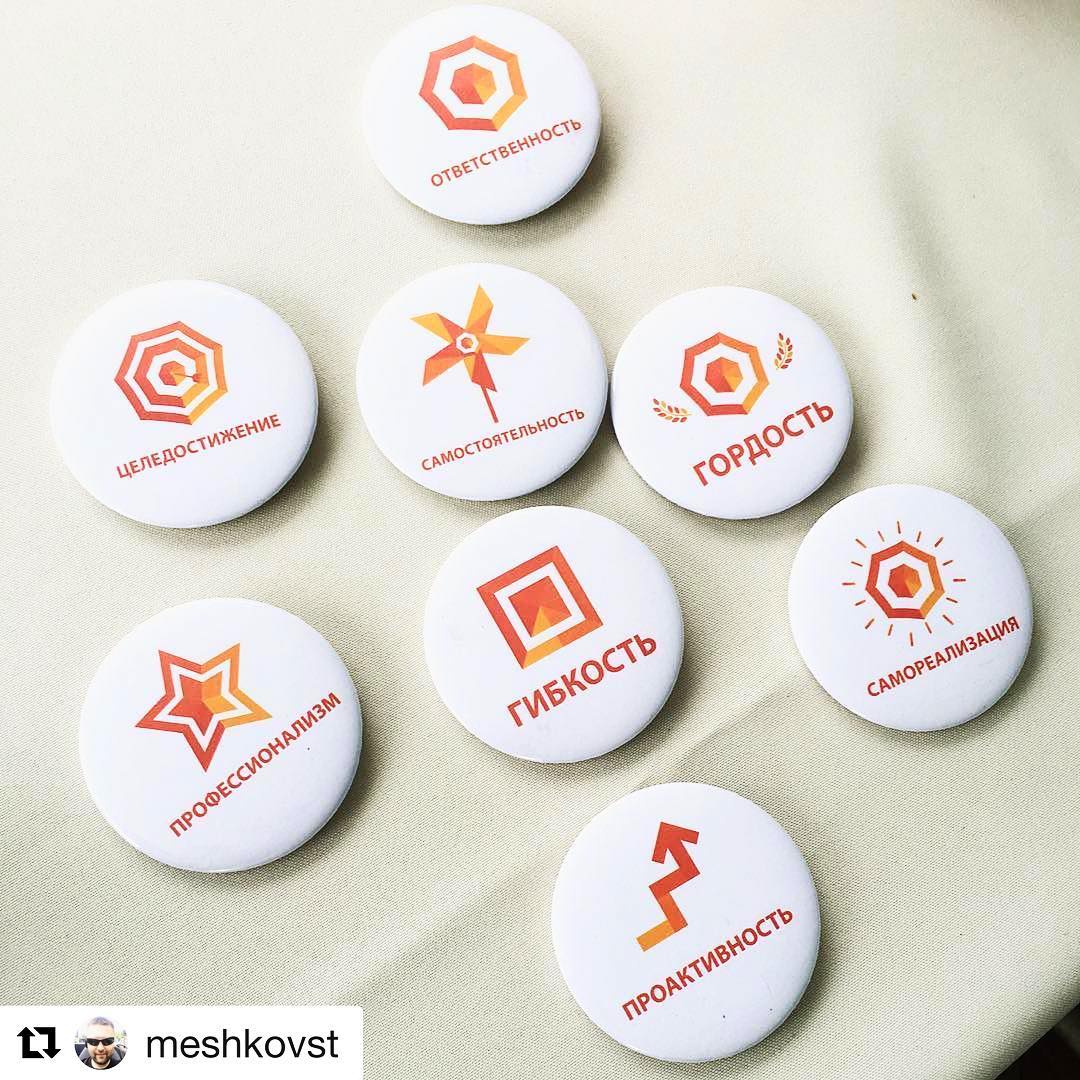 ОТВЕТСТВЕННОСТЬ
ЦЕЛЕДОСТИЖЕНИЕ
САМОСТОЯТЕЛЬНОСТЬ
ГОРДОСТЬ
ПРОФЕССИОНАЛИЗМ
ГИБКОСТЬ
САМОРЕАЛИЗАЦИЯ
ПРОАКТИВНОСТЬ
meshkovst